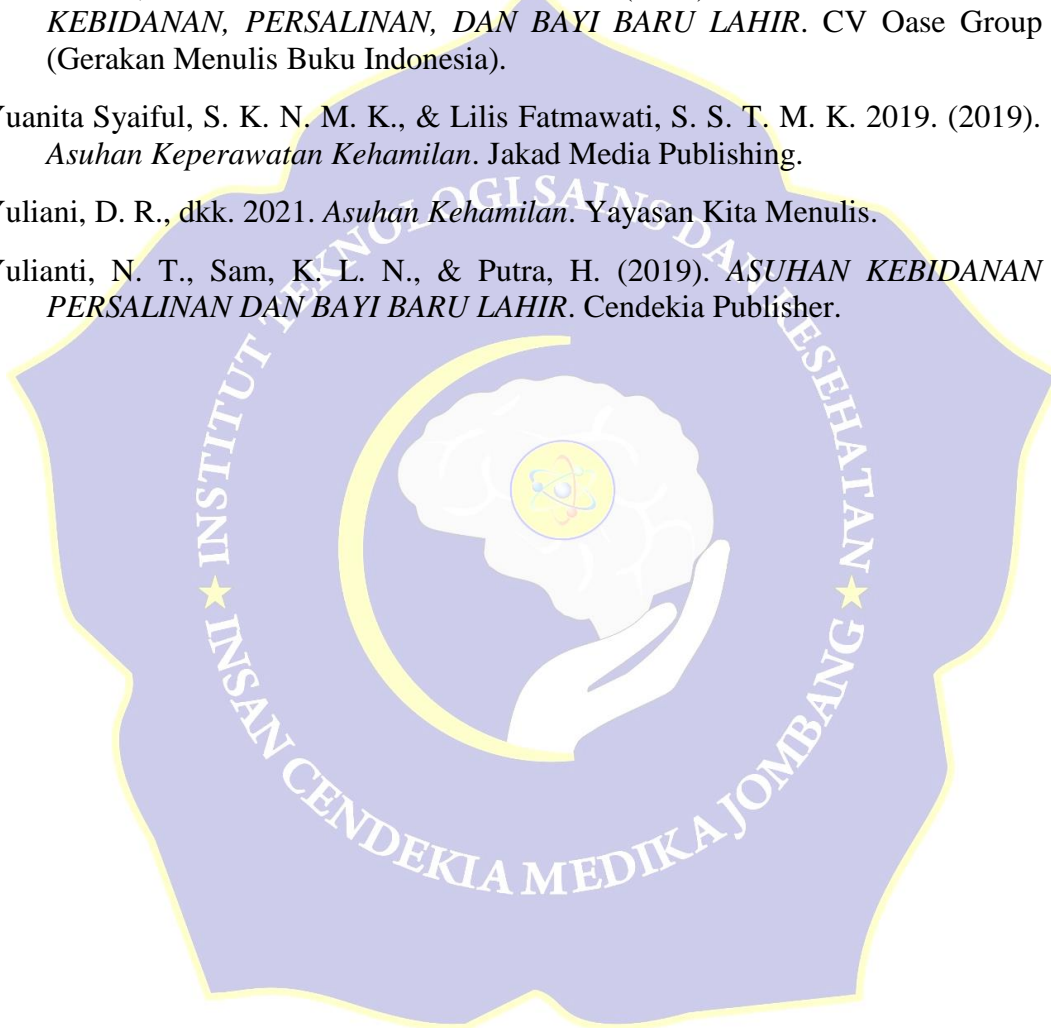 KEBIDANAN, PERSALINAN, DAN BAYI BARU LAHIR. CV Oase Group
(Gerakan Menulis Buku Indonesia).
Yuanita Syaiful, S. K. N. M. K., & Lilis Fatmawati, S. S. T. M. K. 2019. (2019).
Asuhan Keperawatan Kehamilan. Jakad Media Publishing.
Yuliani, D. R., dkk. 2021. Asuhan Kehamilan. Yayasan Kita Menulis.
Yulianti, N. T., Sam, K. L. N., & Putra, H. (2019). ASUHAN KEBIDANAN
PERSALINAN DAN BAYI BARU LAHIR. Cendekia Publisher.
INSTITUT TEKNOLOGI SAINS DAN KESEHATAN
INSAN CENDEKIA MEDIKA JOMBANG